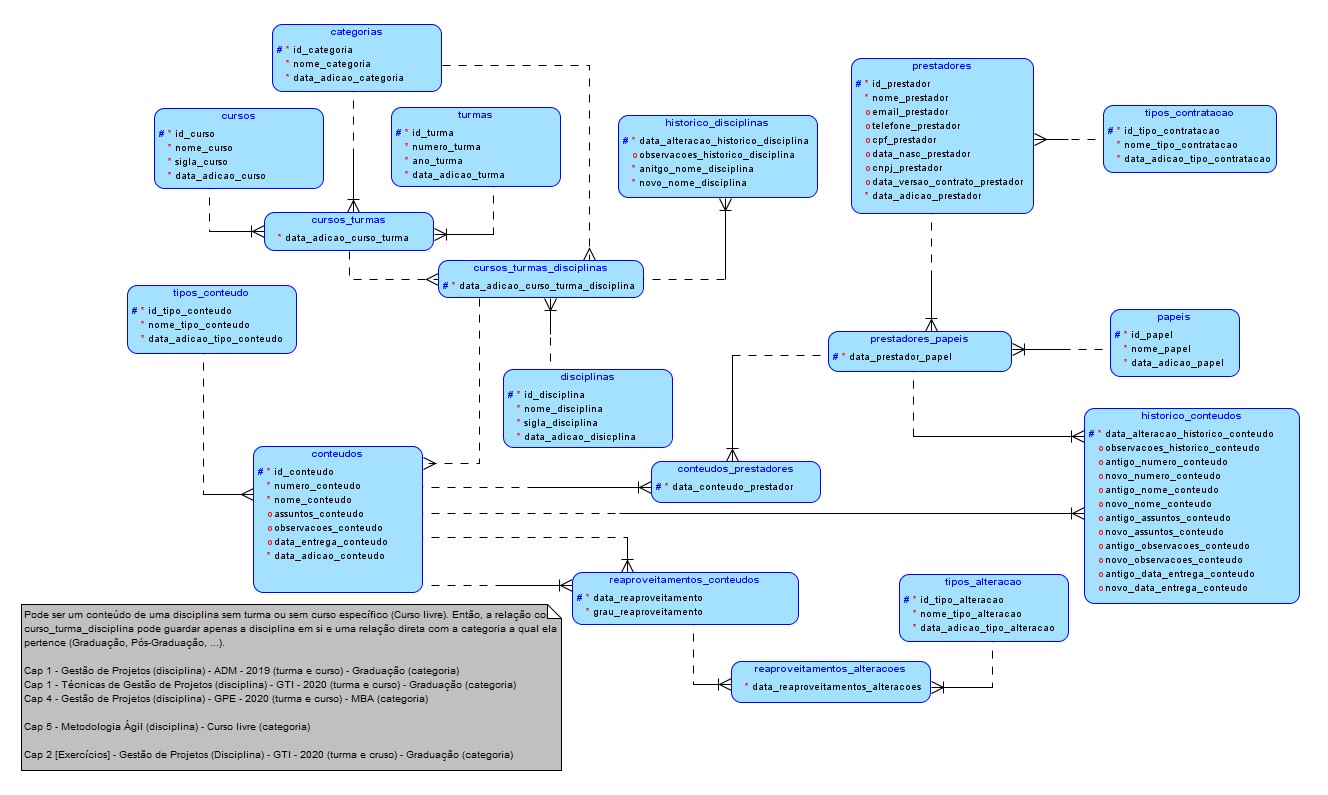 categorias
# * id_categoria
* nome_categoria
* data_adicao_categoria
cursos
# * id_curso
* nome_curso
* sigla_curso
* data_adicao_curso
turmas
# * id_turma
* numero_turma
* ano_turma
* data_adicao_turma
historico_disciplinas
# * data_alteracao_historico_disciplina
o observacoes_historico_disciplina
* anitgo_nome_disciplina
* novo_nome_disciplina
prestadores
# * id_prestador
* nome_prestador
o email_prestador
o telefone_prestador
o cpf_prestador
o data_nasc_prestador
o cnpj_prestador
o data_versao_contrato_prestador
* data_adicao_prestador
tipos_contratacao
# * id_tipo_contratacao
* nome_tipo_contratacao
* data_adicao_tipo_contratacao
cursos_turmas
* data_adicao_curso_turma
cursos_turmas_disciplinas
# * data_adicao_curso_turma_disciplina
tipos_conteudo
# * id_tipo_conteudo
* nome_tipo_conteudo
* data_adicao_tipo_conteudo
prestadores_papeis
# * data_prestador_papel
papeis
# * id_papel
* nome_papel
* data_adicao_papel
disciplinas
# * id_disciplina
* nome_disciplina
* sigla_disciplina
* data_adicao_disicplina
historico_conteudos
# * data_alteracao_historico_conteudo
o observacoes_historico_conteudo
o antigo_numero_conteudo
o novo_numero_conteudo
o antigo_nome_conteudo
o novo_nome_conteudo
o antigo_assuntos_conteudo
o novo_assuntos_conteudo
o antigo_observacoes_conteudo
o novo_observacoes_conteudo
o antigo_data_entrega_conteudo
o novo_data_entrega_conteudo
conteudos
# * id_conteudo
* numero_conteudo
* nome_conteudo
o assuntos_conteudo
o observacoes_conteudo
o data_entrega_conteudo
* data_adicao_conteudo
conteudos_prestadores
# * data_conteudo_prestador
reaproveitamentos_conteudos
# * data_reaproveitamento
* grau_reaproveitamento
tipos_alteracao
# * id_tipo_alteracao
* nome_tipo_alteracao
* data_adicao_tipo_alteracao
reaproveitamentos_alteracoes
* data_reaproveitamentos_alteracoes
Pode ser um conteúdo de uma disciplina sem turma ou sem curso específico (Curso livre). Então, a relação co
curso_turma_disciplina pode guardar apenas a disciplina em si e uma relação direta com a categoria a qual ela
pertence (Graduação, Pós-Graduação, ...).
Cap 1 - Gestão de Projetos (disciplina) - ADM - 2019 (turma e curso) - Graduação (categoria)
Cap 1 - Técnicas de Gestão de Projetos (disciplina) - GTI - 2020 (turma e curso) - Graduação (categoria)
Cap 4 - Gestão de Projetos (disciplina) - GPE - 2020 (turma e curso) - MBA (categoria)
Cap 5 - Metodologia Ágil (disciplina) - Curso livre (categoria)
Cap 2 [Exercícios] - Gestão de Projetos (Disciplina) - GTI - 2020 (turma e cruso) - Graduação (categoria)